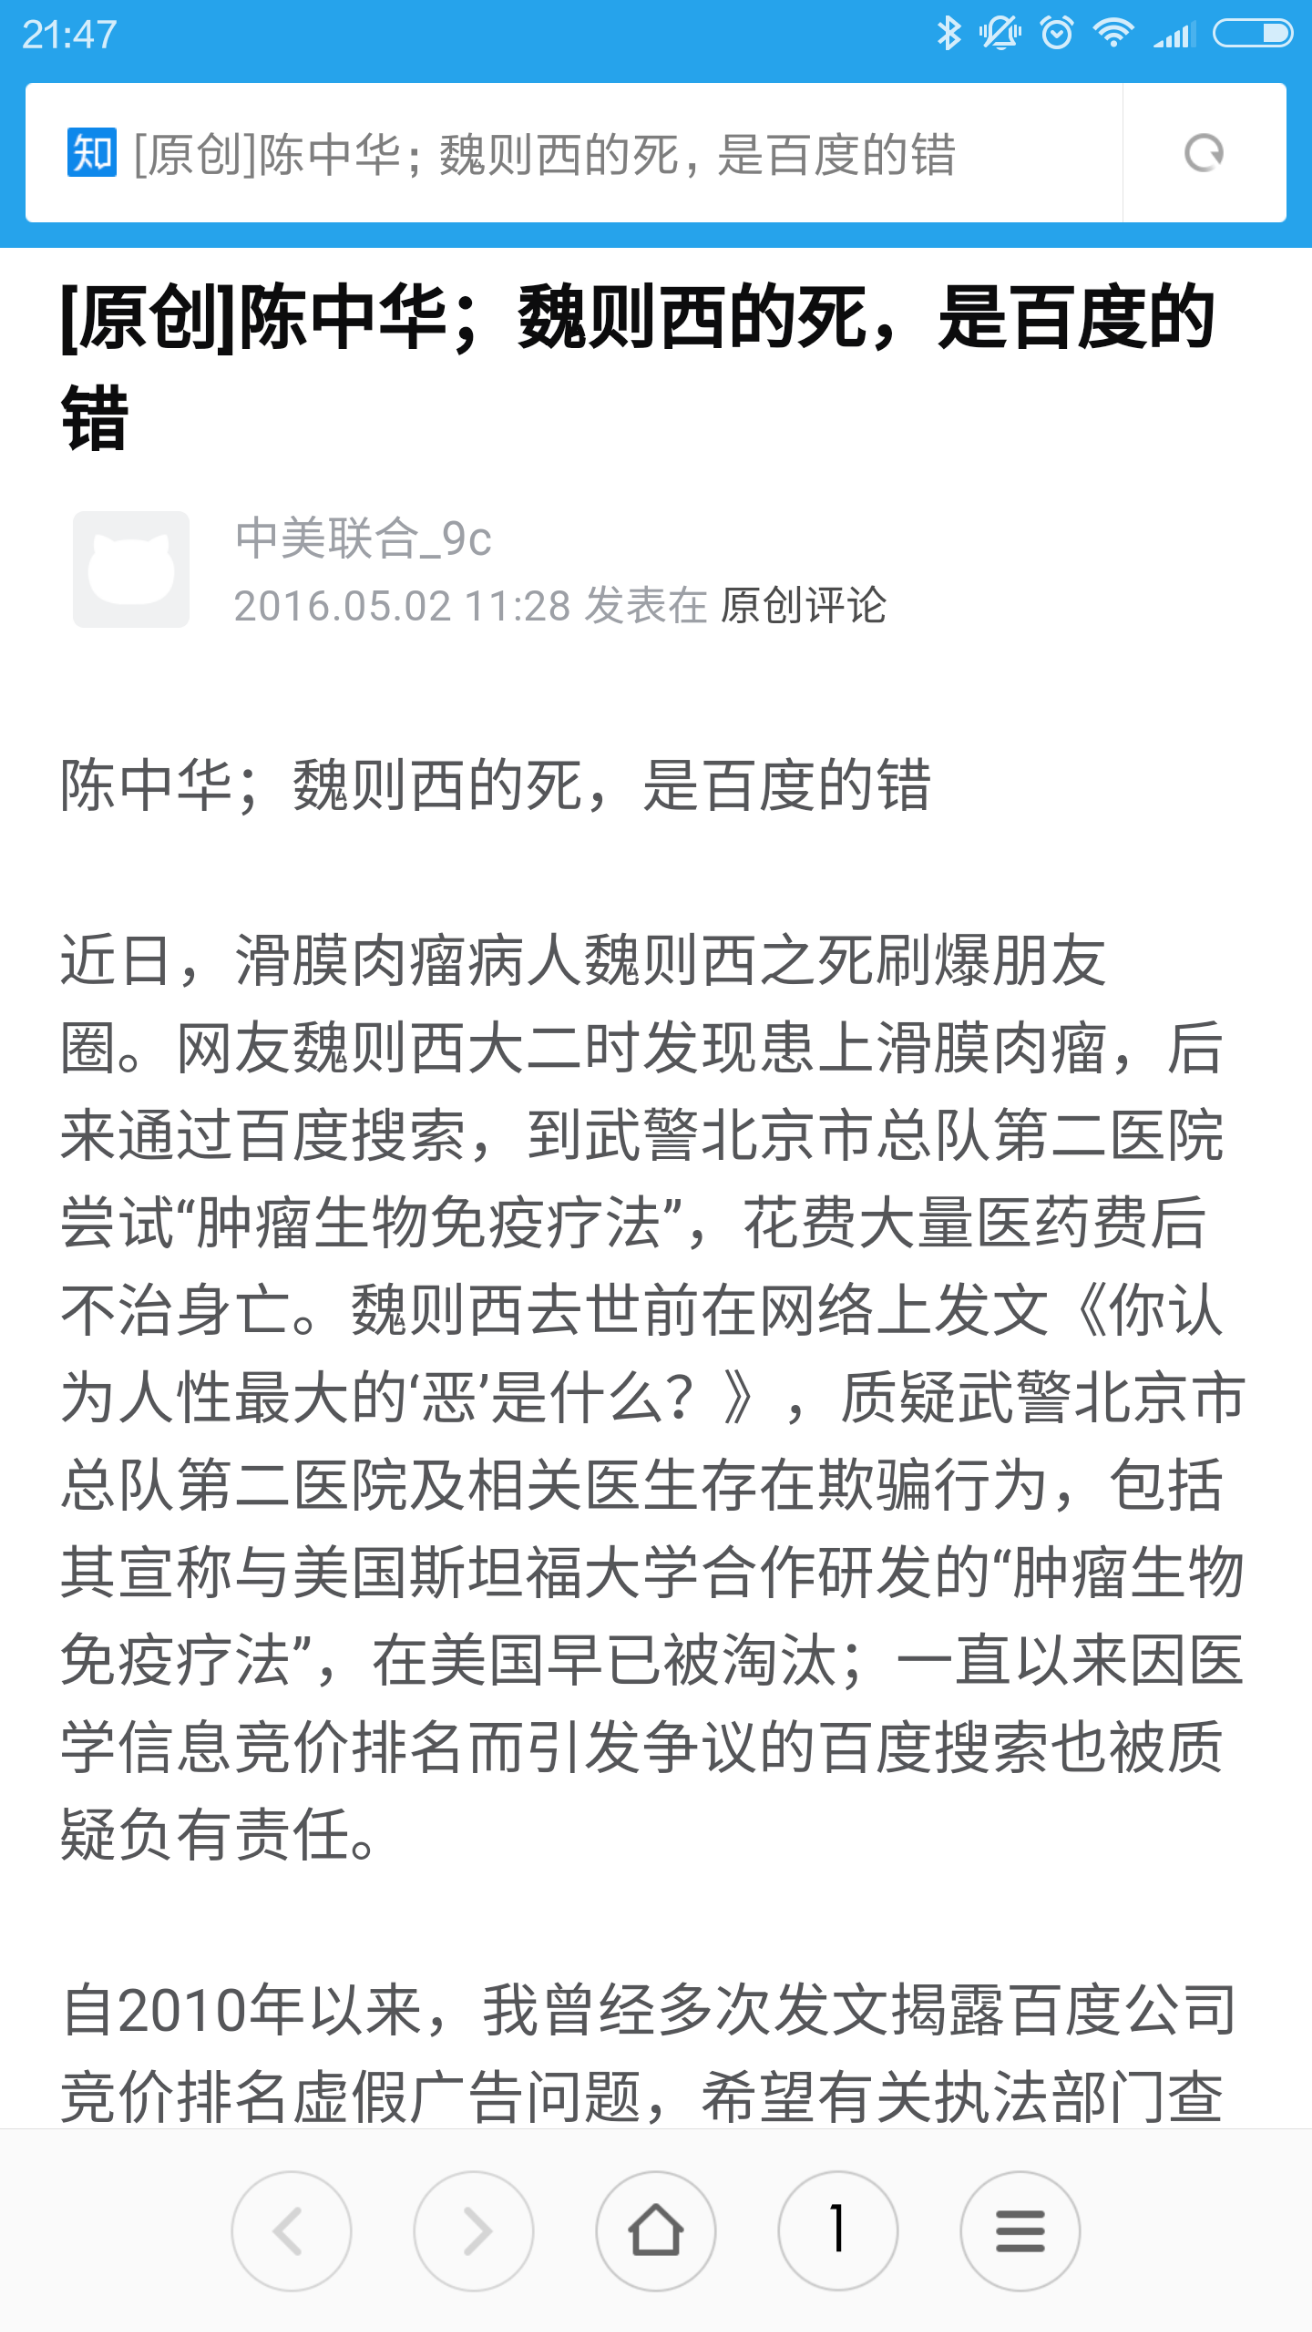 21:47
知 [原创]陈中华；魏则西的死，是百度的错
[原创]陈中华；魏则西的死，是百度的
错
中美联合_9c
2016.05.02 11:28 发表在 原创评论
陈中华；魏则西的死，是百度的错
近日，滑膜肉瘤病人魏则西之死刷爆朋友
圈。网友魏则西大二时发现患上滑膜肉瘤，后
来通过百度搜索，到武警北京市总队第二医院
尝试“肿瘤生物免疫疗法”，花费大量医药费后
不治身亡。魏则西去世前在网络上发文《你认
为人性最大的‘恶’是什么？》，质疑武警北京市
总队第二医院及相关医生存在欺骗行为，包括
其宣称与美国斯坦福大学合作研发的“肿瘤生物
免疫疗法”，在美国早已被淘汰；一直以来因医
学信息竞价排名而引发争议的百度搜索也被质
疑负有责任。
自2010年以来，我曾经多次发文揭露百度公司
竞价排名虚假广告问题，希望有关执法部门查
1